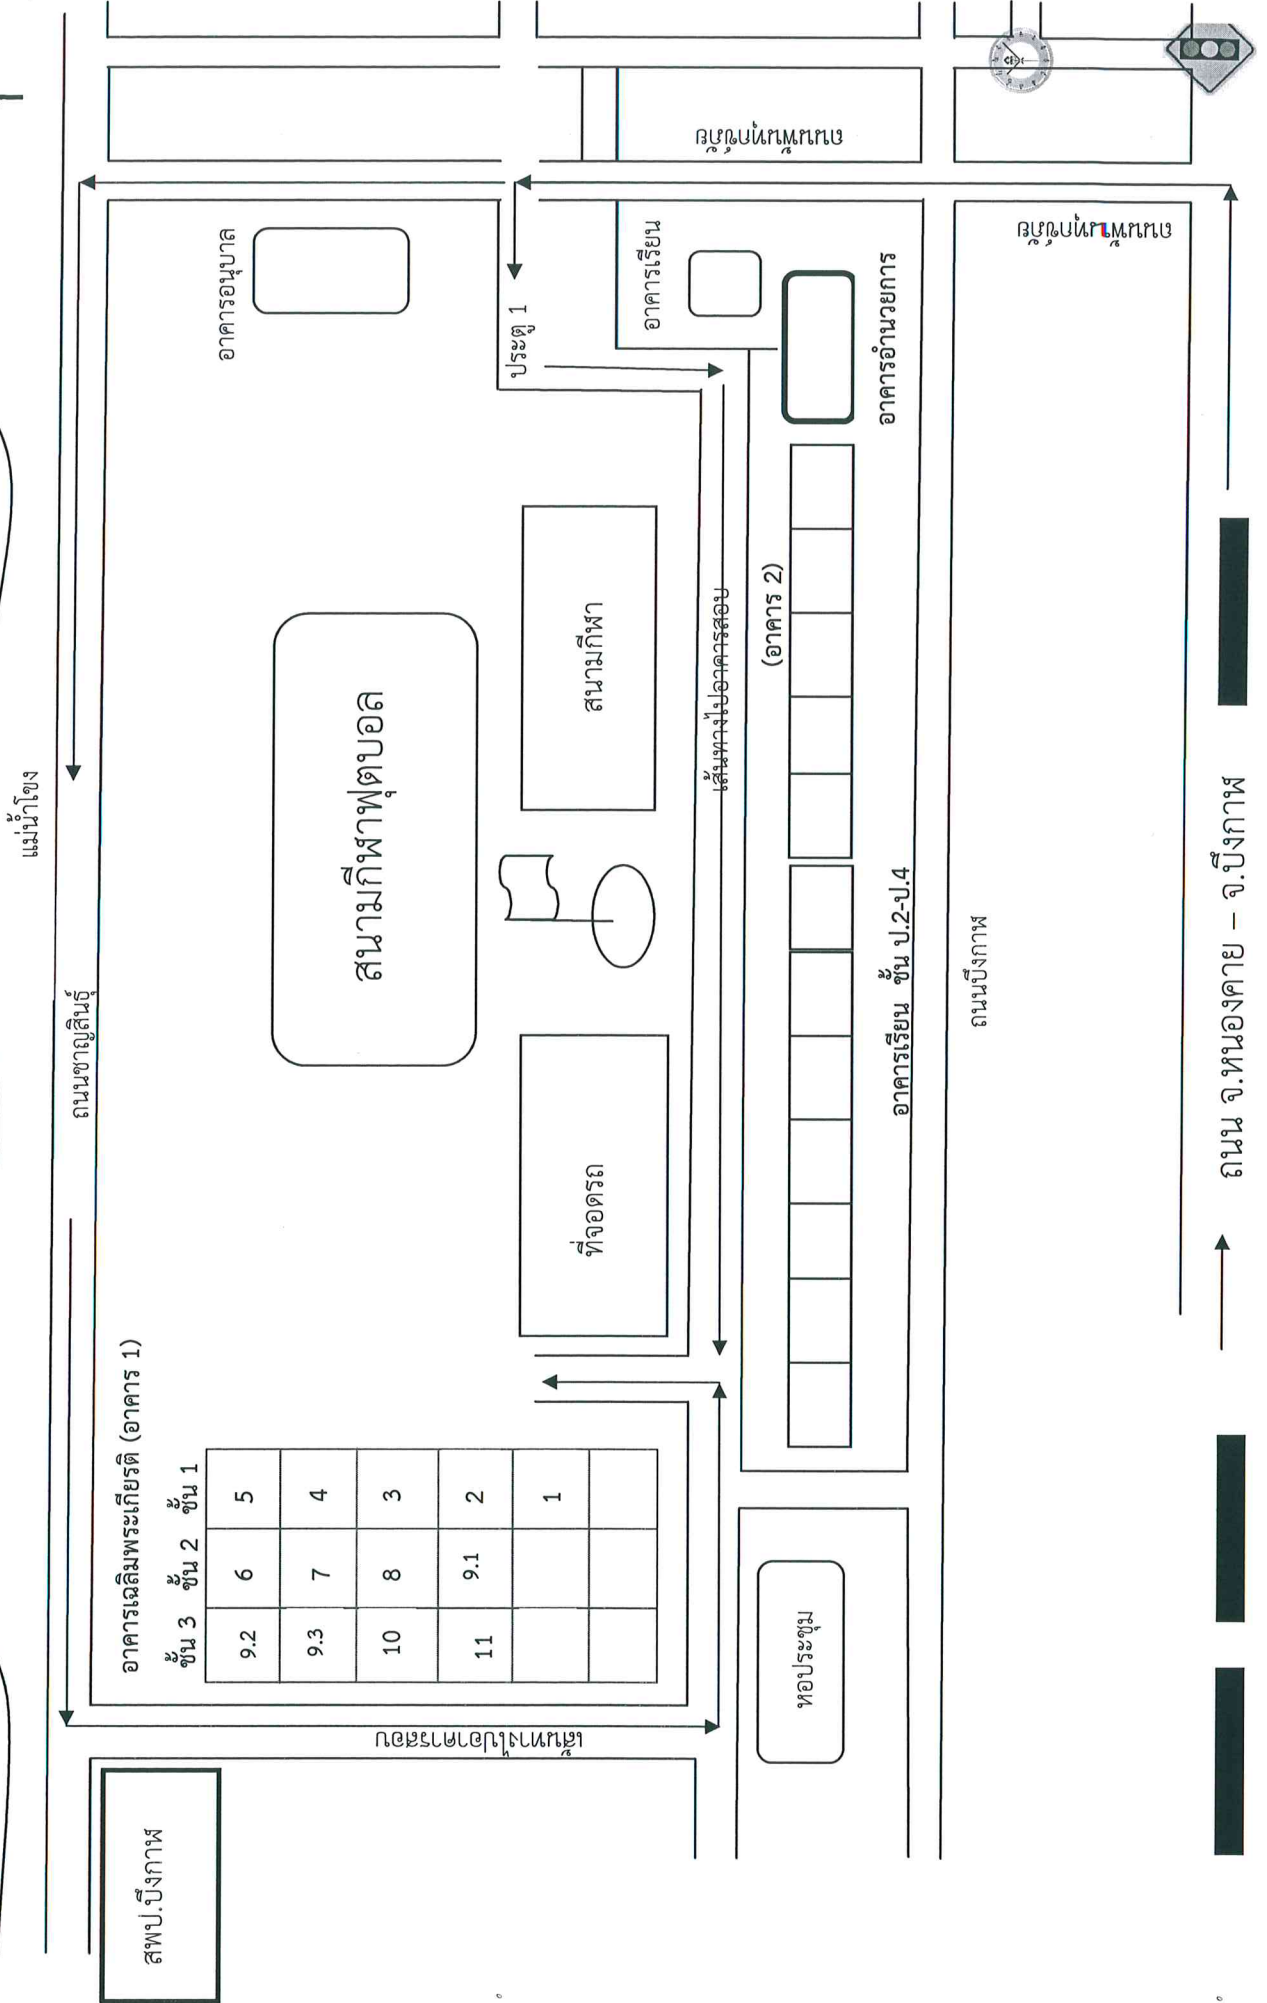 แม่น้ำโขง
ถนนชาญสินธุ์
สพป.บึงกาฬ
อาคารเฉลิมพระเกียรติ (อาคาร 1)
ชั้น 3 ชั้น 2 ชั้น 1
9.2 6 5
9.3 7 4
10 8 3
11 9.1 2
1
เส้นทางไปอาคารสอบ
สนามกีฬาฟุตบอล
อาคารอนุบาล
ที่จอดรถ
สนามกีฬา
ประตู 1
อาคารเรียน
ถนนพันทุกข์ภัย
เส้นทางไปอาคารสอบ
(อาคาร 2)
หอประชุม
อาคารเรียน ชั้น ป.2-ป.4
อาคารอำนวยการ
ถนนบึงกาฬ
ถนนพันทุกข์ภัย
ถนน จ.หนองคาย – จ.บึงกาฬ